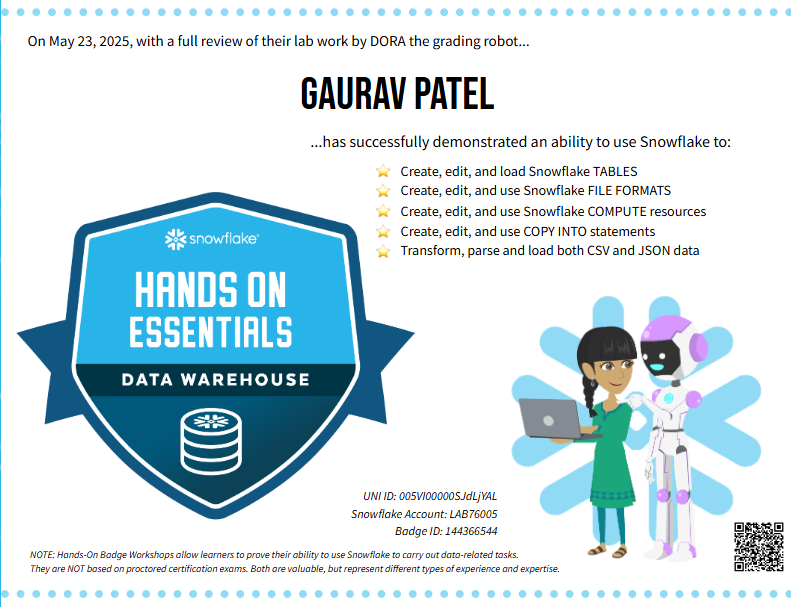 On May 23, 2025, with a full review of their lab work by DORA the grading robot...
GAURAV PATEL
...has successfully demonstrated an ability to use Snowflake to:
Create, edit, and load Snowflake TABLES
Create, edit, and use Snowflake FILE FORMATS
Create, edit, and use Snowflake COMPUTE resources
Create, edit, and use COPY INTO statements
Transform, parse and load both CSV and JSON data
snowflake®
HANDS ON
ESSENTIALS
DATA WAREHOUSE
UNI ID: 005VI00000SJdLjYAL
Snowflake Account: LAB76005
Badge ID: 144366544
NOTE: Hands-On Badge Workshops allow learners to prove their ability to use Snowflake to carry out data-related tasks.
They are NOT based on proctored certification exams. Both are valuable, but represent different types of experience and expertise.